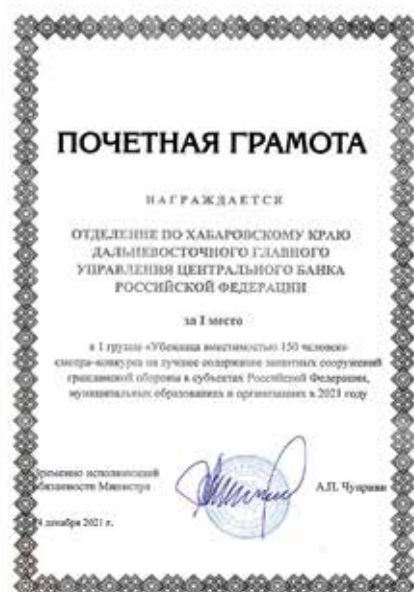 ПОЧЕТНАЯ ГРАМОТА
НАГРАЖДАЕТСЯ
ОТДЕЛЕНИЕ ПО ХАБАРОВСКОМУ КРАЮ
ДАЛЬНЕВОСТОЧНОГО ГЛАВНОГО
УПРАВЛЕНИЯ ЦЕНТРАЛЬНОГО БАНКА
РОССИЙСКОЙ ФЕДЕРАЦИИ
за I место
в I группе «Убежища вместимостью 150 человек»
смотра-конкурса на лучшее содержание защитных сооружений
гражданской обороны в субъектах Российской Федерации,
муниципальных образованиях и организациях в 2021 году
Временно исполняющий
обязанности Министра
А.П. Чуприян
декабря 2021 г.